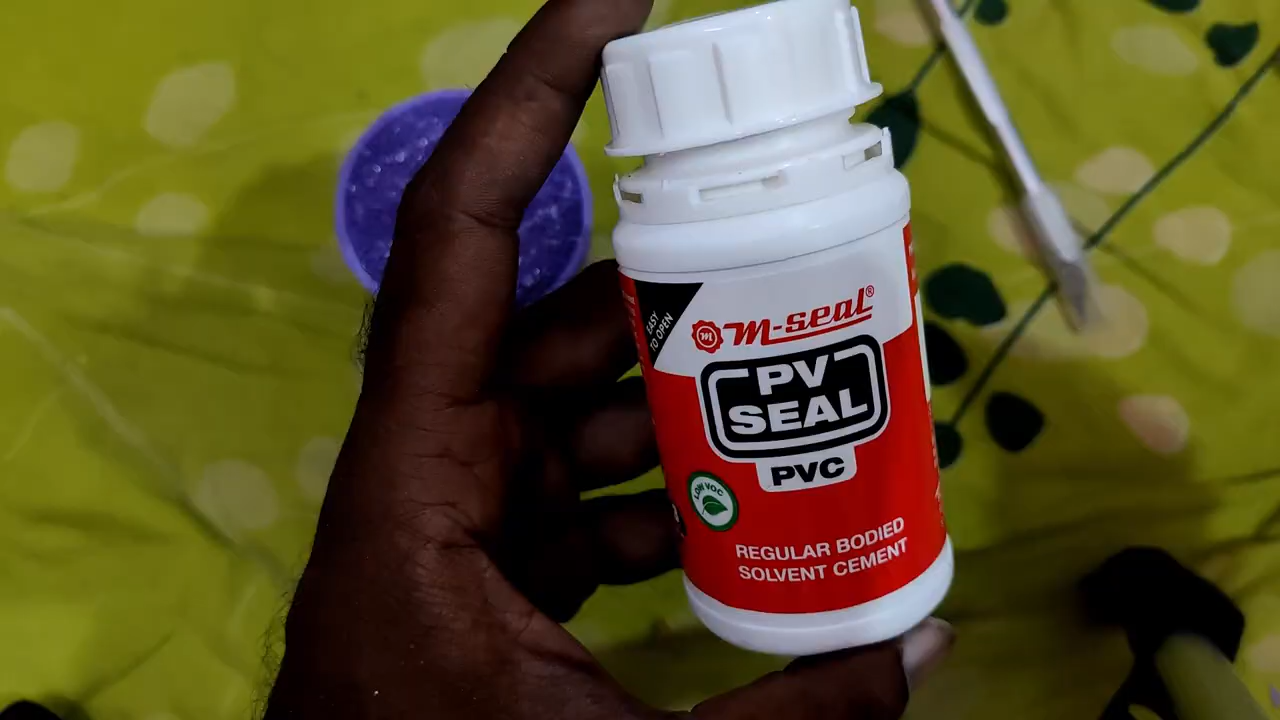 EASY
TO OPEN
m-seal®
PV
SEAL
PVC
LOW VOC
REGULAR BODIED
SOLVENT CEMENT